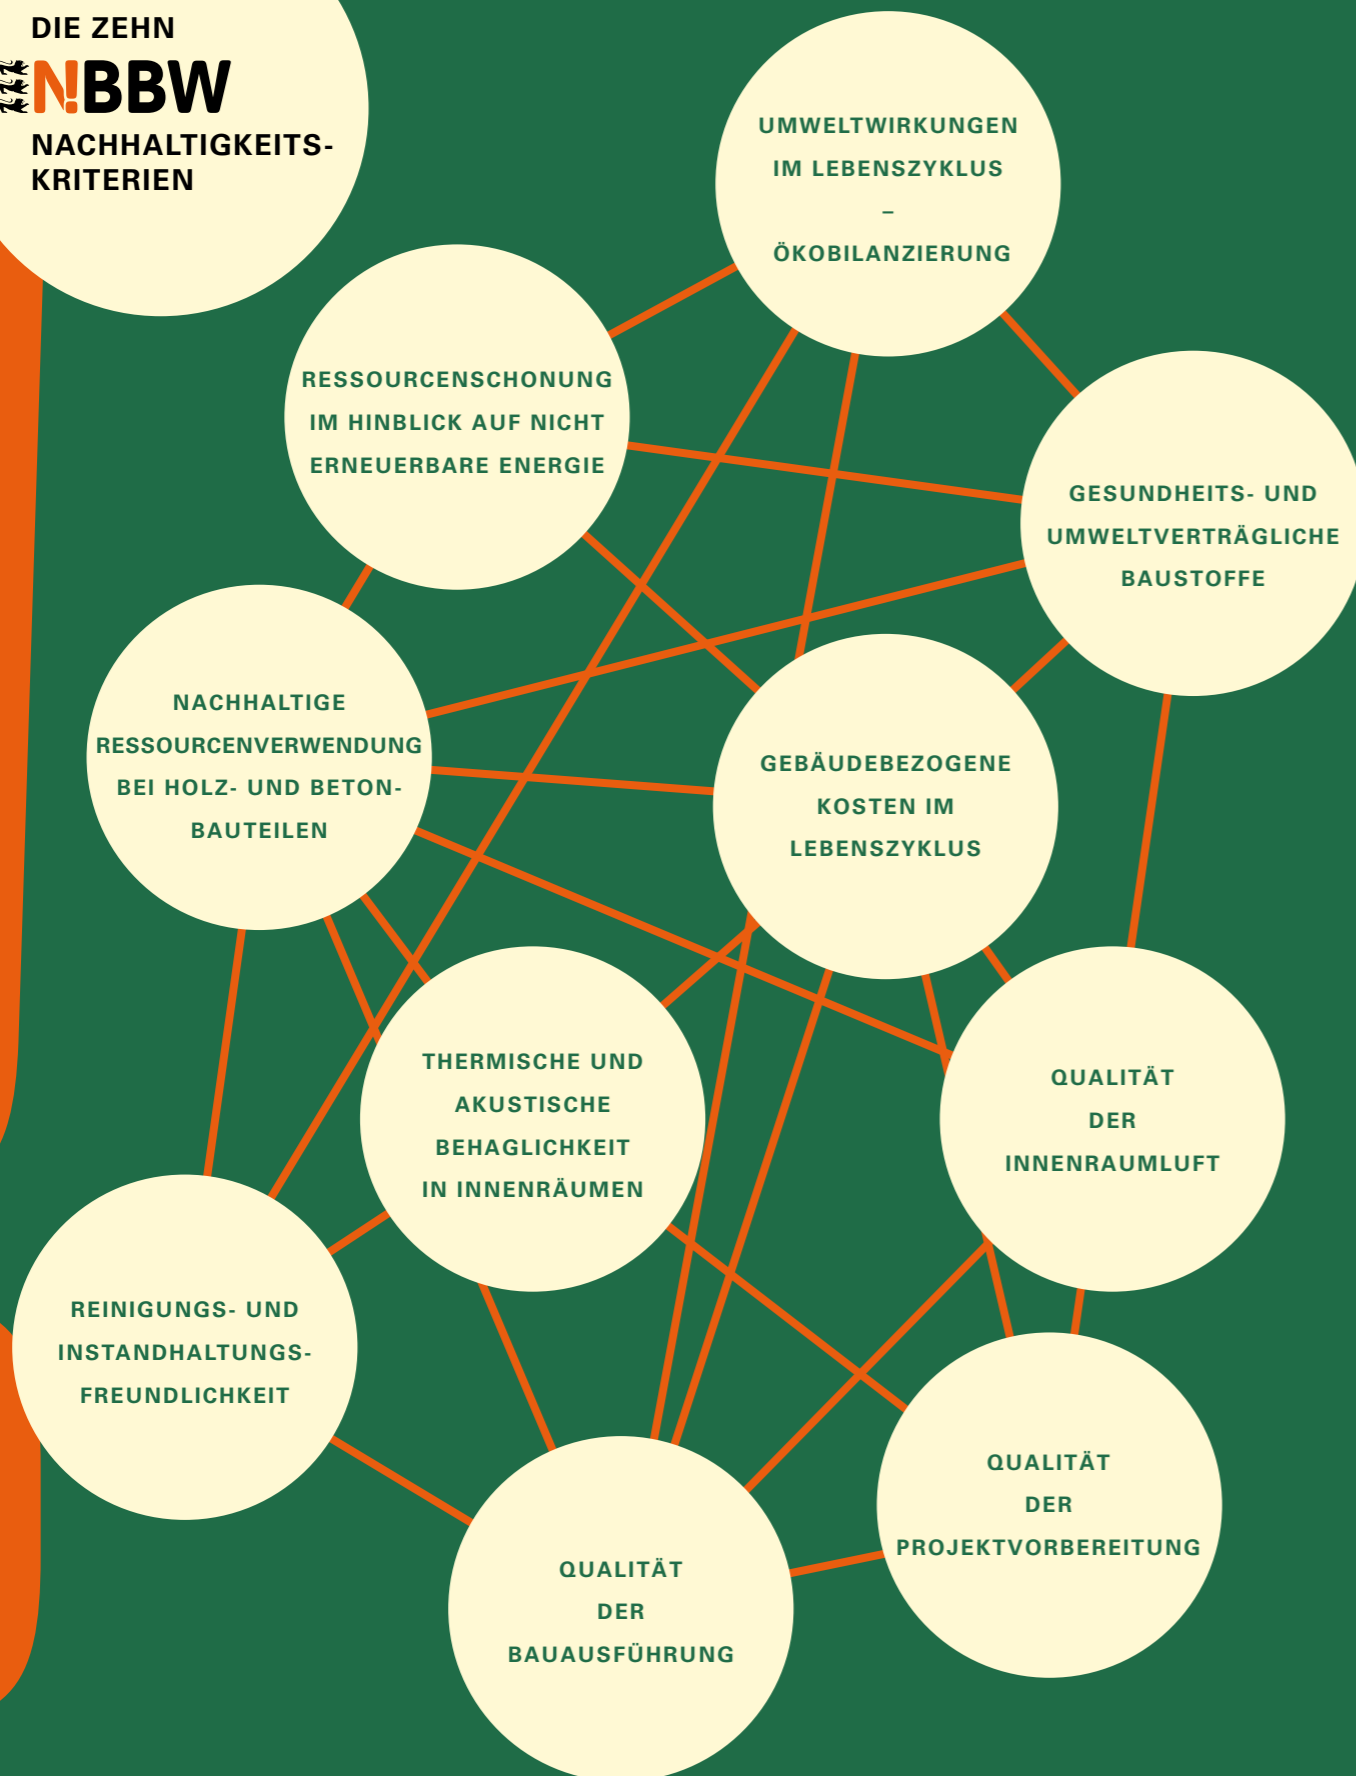 DIE ZEHN
N!BBW
NACHHALTIGKEITS-
KRITERIEN
UMWELTWIRKUNGEN
IM LEBENSZYKLUS
–
ÖKOBILANZIERUNG
RESSOURCENSCHONUNG
IM HINBLICK AUF NICHT
ERNEUERBARE ENERGIE
GESUNDHEITS- UND
UMWELTVERTRÄGLICHE
BAUSTOFFE
NACHHALTIGE
RESSOURCENVERWENDUNG
BEI HOLZ- UND BETON-
BAUTEILEN
GEBÄUDEBEZOGENE
KOSTEN IM
LEBENSZYKLUS
THERMISCHE UND
AKUSTISCHE
BEHAGLICHKEIT
IN INNENRÄUMEN
QUALITÄT
DER
INNENRAUMLUFT
REINIGUNGS- UND
INSTANDHALTUNGS-
FREUNDLICHKEIT
QUALITÄT
DER
PROJEKTVORBEREITUNG
QUALITÄT
DER
BAUAUSFÜHRUNG